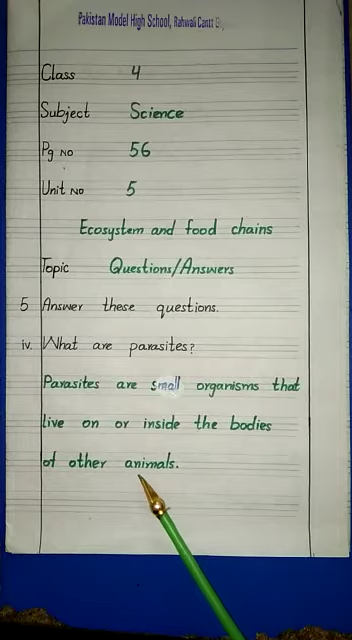 Pakistan Model High School, Rahwali Cantt
Class 4
Subject Science
Pg No 56
Unit No 5
Ecosystem and food chains
Topic Questions/Answers
5 Answer these questions.
iv. What are parasites?
Parasites are small organisms that
live on or inside the bodies
of other animals.